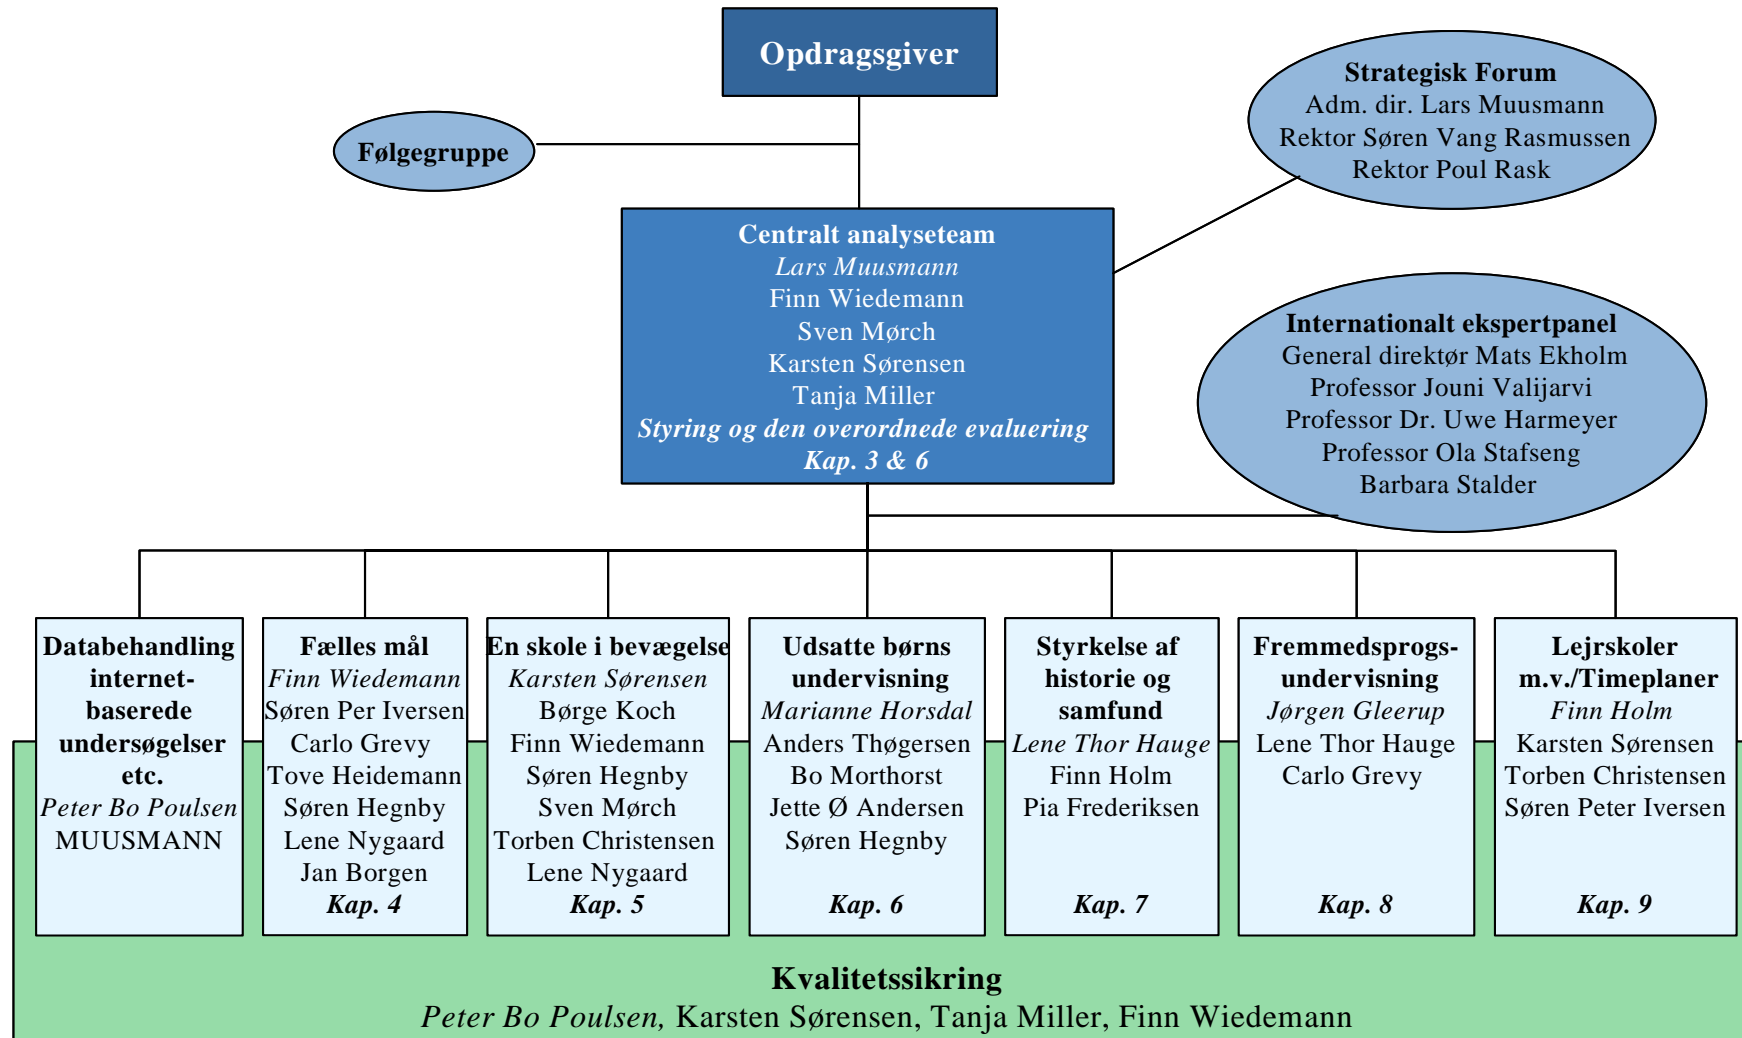 Opdragsgiver
Følgegruppe
Strategisk Forum
Adm. dir. Lars Muusmann
Rektor Søren Vang Rasmussen
Rektor Poul Rask
Centralt analyseteam
Lars Muusmann
Finn Wiedemann
Sven Mørch
Karsten Sørensen
Tanja Miller
Styring og den overordnede evaluering
Kap. 3 & 6
Internationalt ekspertpanel
General direktør Mats Ekholm
Professor Jouni Valijarvi
Professor Dr. Uwe Harmeyer
Professor Ola Stafseng
Barbara Stalder
Databehandling
internet-
baserede
undersøgelser
etc.
Peter Bo Poulsen
MUUSMANN
Fælles mål
Finn Wiedemann
Søren Per Iversen
Carlo Grevy
Tove Heidemann
Søren Hegnby
Lene Nygaard
Jan Borgen
Kap. 4
En skole i bevægelse
Karsten Sørensen
Børge Koch
Finn Wiedemann
Søren Hegnby
Sven Mørch
Torben Christensen
Lene Nygaard
Kap. 5
Udsatte børns
undervisning
Marianne Horsdal
Anders Thøgersen
Bo Morthorst
Jette Ø Andersen
Søren Hegnby
Kap. 6
Styrkelse af
historie og
samfund
Lene Thor Hauge
Finn Holm
Pia Frederiksen
Kap. 7
Fremmedsprogs-
undervisning
Jørgen Gleerup
Lene Thor Hauge
Carlo Grevy
Kap. 8
Lejrskoler
m.v./Timeplaner
Finn Holm
Karsten Sørensen
Torben Christensen
Søren Peter Iversen
Kap. 9
Kvalitetssikring
Peter Bo Poulsen, Karsten Sørensen, Tanja Miller, Finn Wiedemann